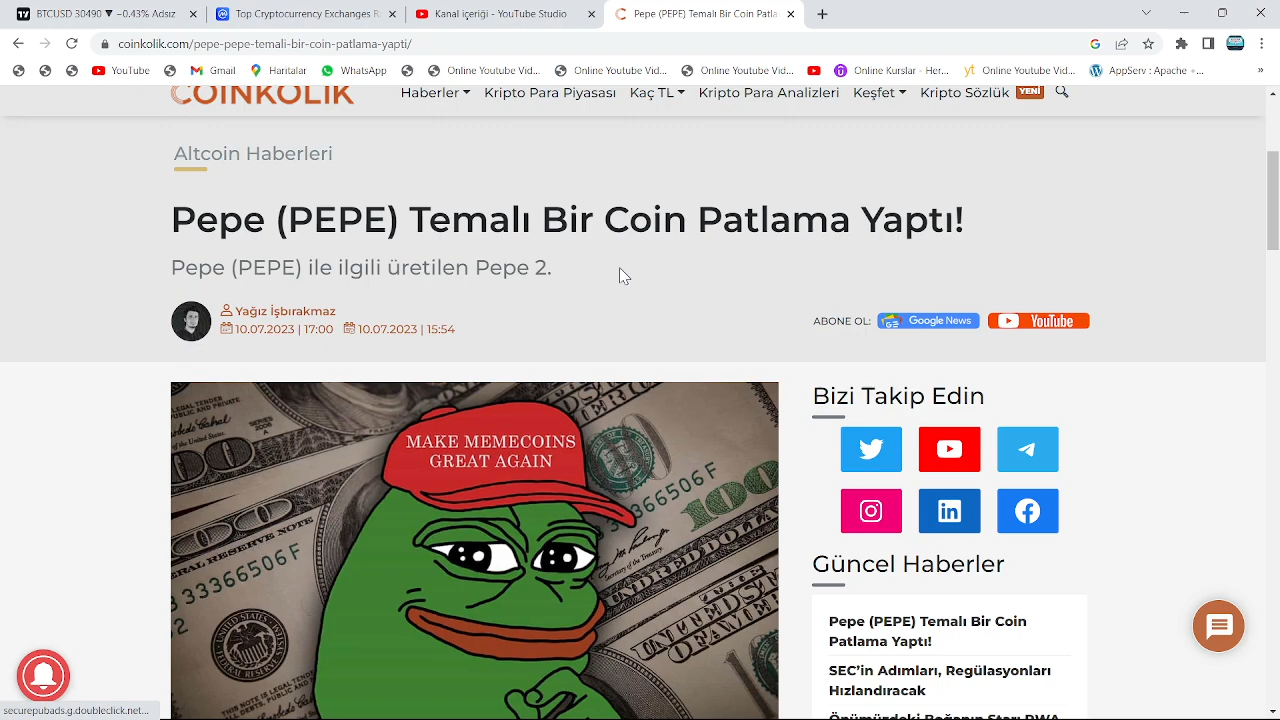 BTCUSD 30490 ▼ −0.43% Adsız
Top Cryptocurrency Exchanges R
Kanal içeriği - YouTube Studio
Pepe (PEPE) Temalı Bir Coin Patla
coinkolik.com/pepe-pepe-temali-bir-coin-patlama-yapti/
YouTube
Gmail
Haritalar
WhatsApp
Online Youtube Vid...
Online Youtube Vid...
Online Youtube Vid...
Online Kurslar - Her...
Online Youtube Vid...
AppServ : Apache +...
COINKOLIK
Haberler
Kripto Para Piyasası
Kaç TL
Kripto Para Analizleri
Keşfet
Kripto Sözlük
YENİ
Altcoin Haberleri
Pepe (PEPE) Temalı Bir Coin Patlama Yaptı!
Pepe (PEPE) ile ilgili üretilen Pepe 2.
Yağız İşbırakmaz
10.07.2023 | 17:00 10.07.2023 | 15:54
ABONE OL:
Google News
YouTube
MAKE MEMECOINS
GREAT AGAIN
33366506 F
100
Bizi Takip Edin
Güncel Haberler
Pepe (PEPE) Temalı Bir Coin
Patlama Yaptı!
SEC’in Adımları, Regülasyonları
Hızlandıracak
Önümüzdeki Boğanın Starı RWA
securepubads.g.doubleclick.net...